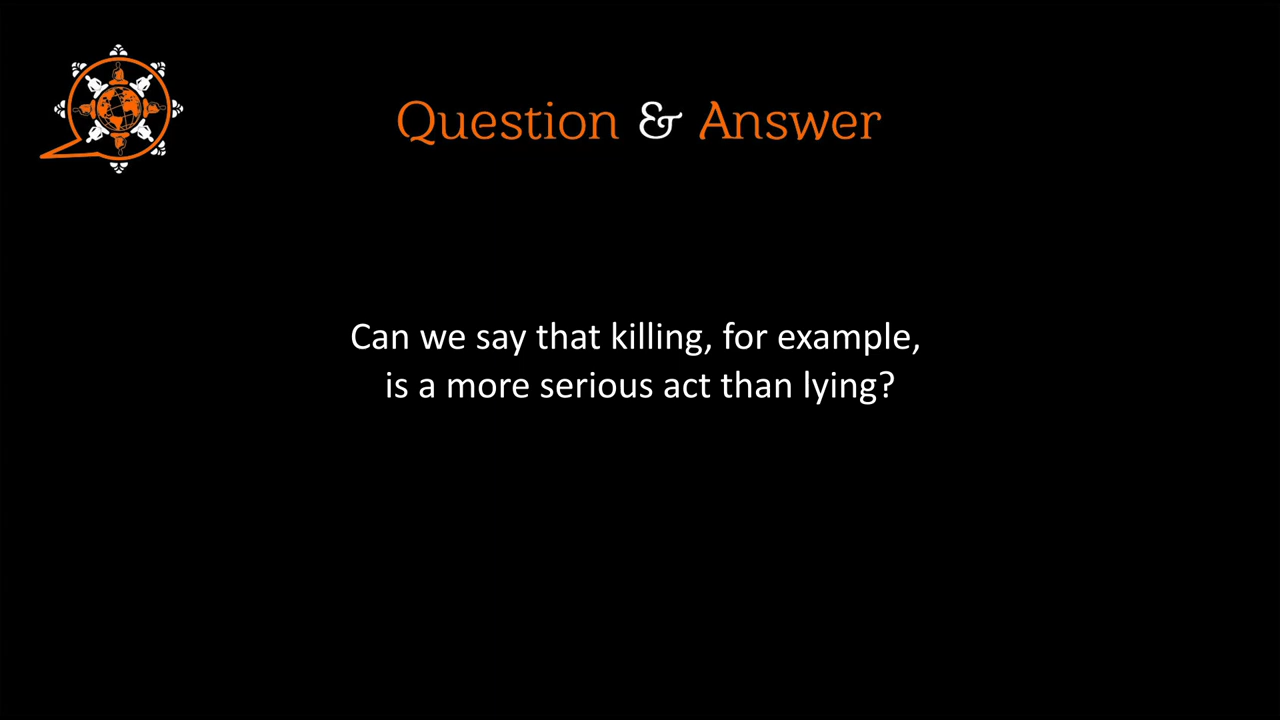 Question & Answer
Can we say that killing, for example,
is a more serious act than lying?